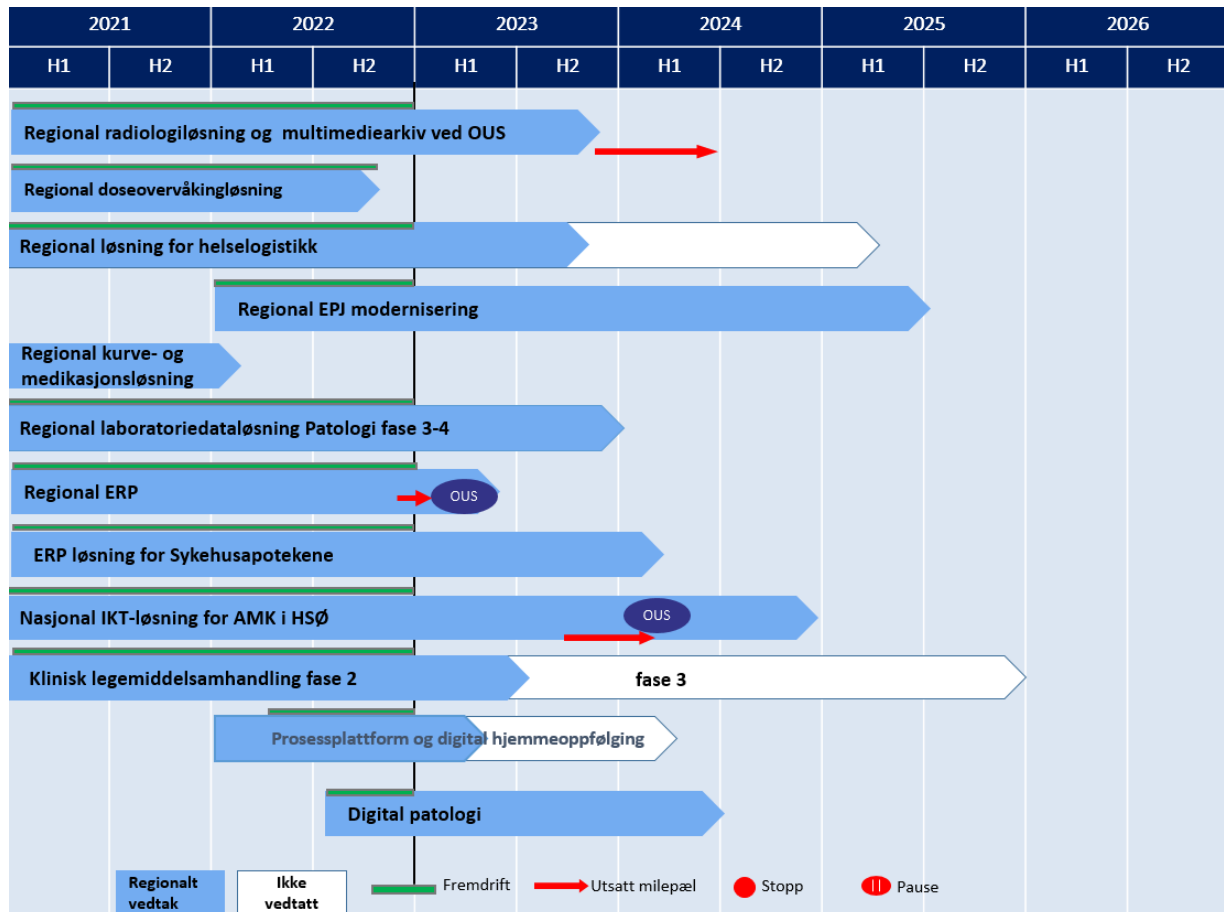 2021 2022 2023 2024 2025 2026
H1 H2 H1 H2 H1 H2 H1 H2 H1 H2 H1 H2
Regional radiologiløsning og multimediearkiv ved OUS
Regional doseovervåkingløsning
Regional løsning for helselogistikk
Regional EPJ modernisering
Regional kurve- og
medikasjonsløsning
Regional laboratoriedataløsning Patologi fase 3-4
Regional ERP OUS
ERP løsning for Sykehusapotekene
Nasjonal IKT-løsning for AMK i HSØ OUS
Klinisk legemiddelsamhandling fase 2 fase 3
Prosessplattform og digital hjemmeoppfølging
Digital patologi
Regionalt
vedtak
Ikke
vedtatt
Fremdrift
Utsatt milepæl
Stopp
Pause